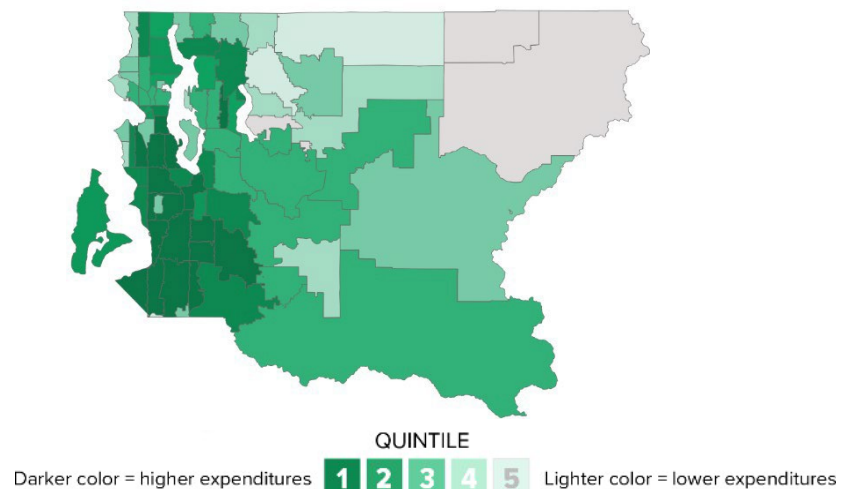 QUINTILE
Darker color = higher expenditures 1 2 3 4 5 Lighter color = lower expenditures